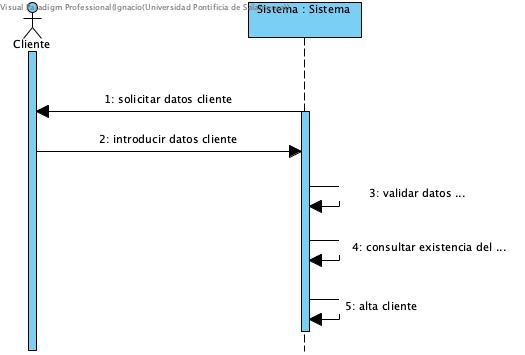 Visual Paradigm Professional(Ignacio(Universidad Pontificia de
Sistema : Sistema
Cliente
1: solicitar datos cliente
2: introducir datos cliente
3: validar datos ...
4: consultar existencia del ...
5: alta cliente